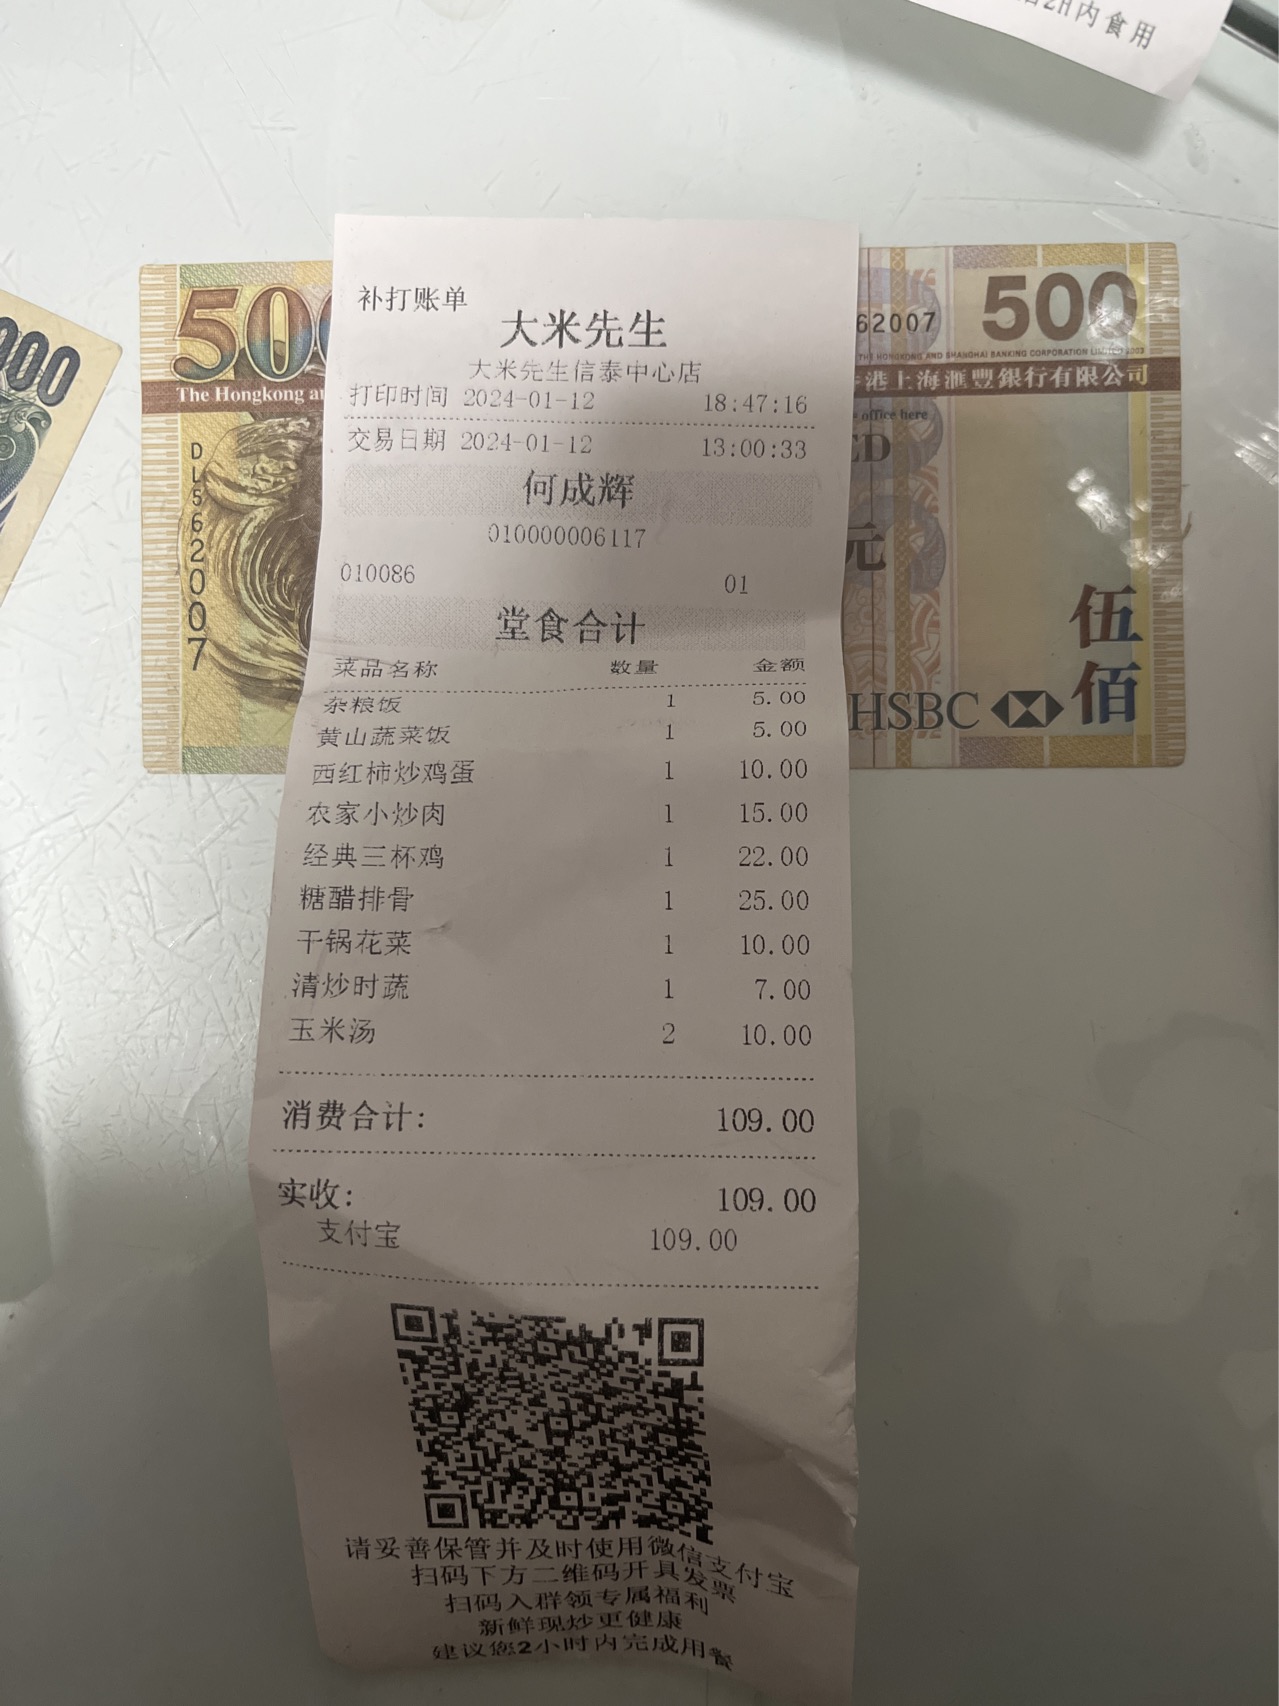 2H内食用
000
补打账单
大米先生
大米先生信泰中心店
打印时间 2024-01-12 18:47:16
交易日期 2024-01-12 13:00:33
何成辉
010000006117
010086 01
堂食合计
菜品名称 数量 金额
杂粮饭 1 5.00
黄山蔬菜饭 1 5.00
西红柿炒鸡蛋 1 10.00
农家小炒肉 1 15.00
经典三杯鸡 1 22.00
糖醋排骨 1 25.00
干锅花菜 1 10.00
清炒时蔬 1 7.00
玉米汤 2 10.00
消费合计: 109.00
实收: 109.00
支付宝 109.00
请妥善保管并及时使用微信支付宝
扫码下方二维码开具发票
扫码入群领专属福利
新鲜现炒更健康
建议您2小时内完成用餐
500
The Hongkong
DL562007
62007
500
THE HONGKONG AND SHANGHAI BANKING CORPORATION LIMITED
港上海滙豐銀行有限公司
office here
ED
元
伍佰
HSBC